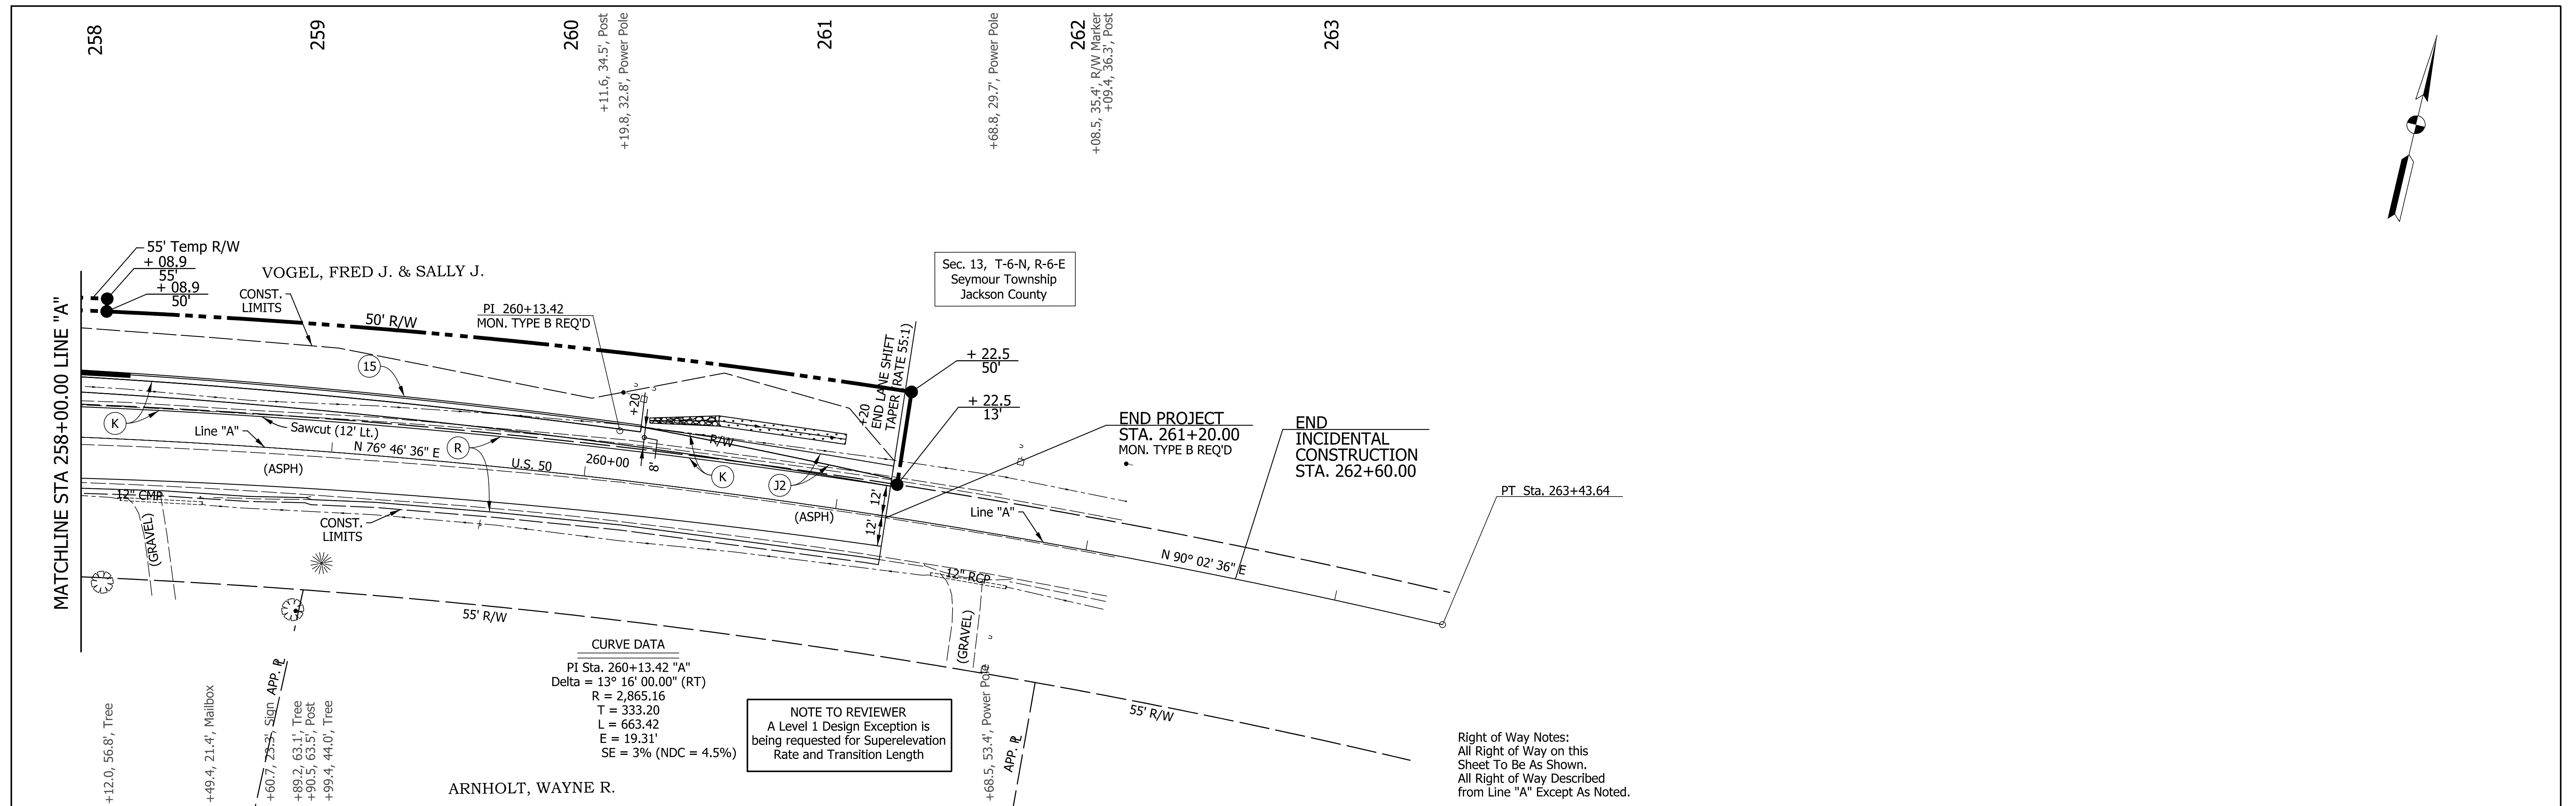 258
259
260
261
262
263
+11.6, 34.5', Post
+19.8, 32.8', Power Pole
+68.8, 29.7', Power Pole
+08.5, 35.4', R/W Marker
+09.4, 36.3', Post
MATCHLINE STA 258+00.00 LINE "A"
55' Temp R/W
+ 08.9
55'
+ 08.9
50'
VOGEL, FRED J. & SALLY J.
CONST.
LIMITS
50' R/W
PI 260+13.42
MON. TYPE B REQ'D
Sec. 13, T-6-N, R-6-E
Seymour Township
Jackson County
+20
END LANE SHIFT
TAPER (RATE 55:1)
+ 22.5
50'
+ 22.5
13'
15
+20
R/W
8'
K
Sawcut (12' Lt.)
Line "A"
N 76° 46' 36" E
R
U.S. 50
260+00
K
J2
(ASPH)
(ASPH)
12'
12'
END PROJECT
STA. 261+20.00
MON. TYPE B REQ'D
END
INCIDENTAL
CONSTRUCTION
STA. 262+60.00
PT Sta. 263+43.64
Line "A"
N 90° 02' 36" E
12" CMP
(GRAVEL)
CONST.
LIMITS
12" RCP
(GRAVEL)
55' R/W
55' R/W
APP. PL
APP. PL
CURVE DATA
PI Sta. 260+13.42 "A"
Delta = 13° 16' 00.00" (RT)
R = 2,865.16
T = 333.20
L = 663.42
E = 19.31'
SE = 3% (NDC = 4.5%)
NOTE TO REVIEWER
A Level 1 Design Exception is
being requested for Superelevation
Rate and Transition Length
ARNHOLT, WAYNE R.
+12.0, 56.8', Tree
+49.4, 21.4', Mailbox
+60.7, 23.3', Sign
+89.2, 63.1', Tree
+90.5, 63.5', Post
+99.4, 44.0', Tree
+68.5, 53.4', Power Pole
Right of Way Notes:
All Right of Way on this
Sheet To Be As Shown.
All Right of Way Described
from Line "A" Except As Noted.